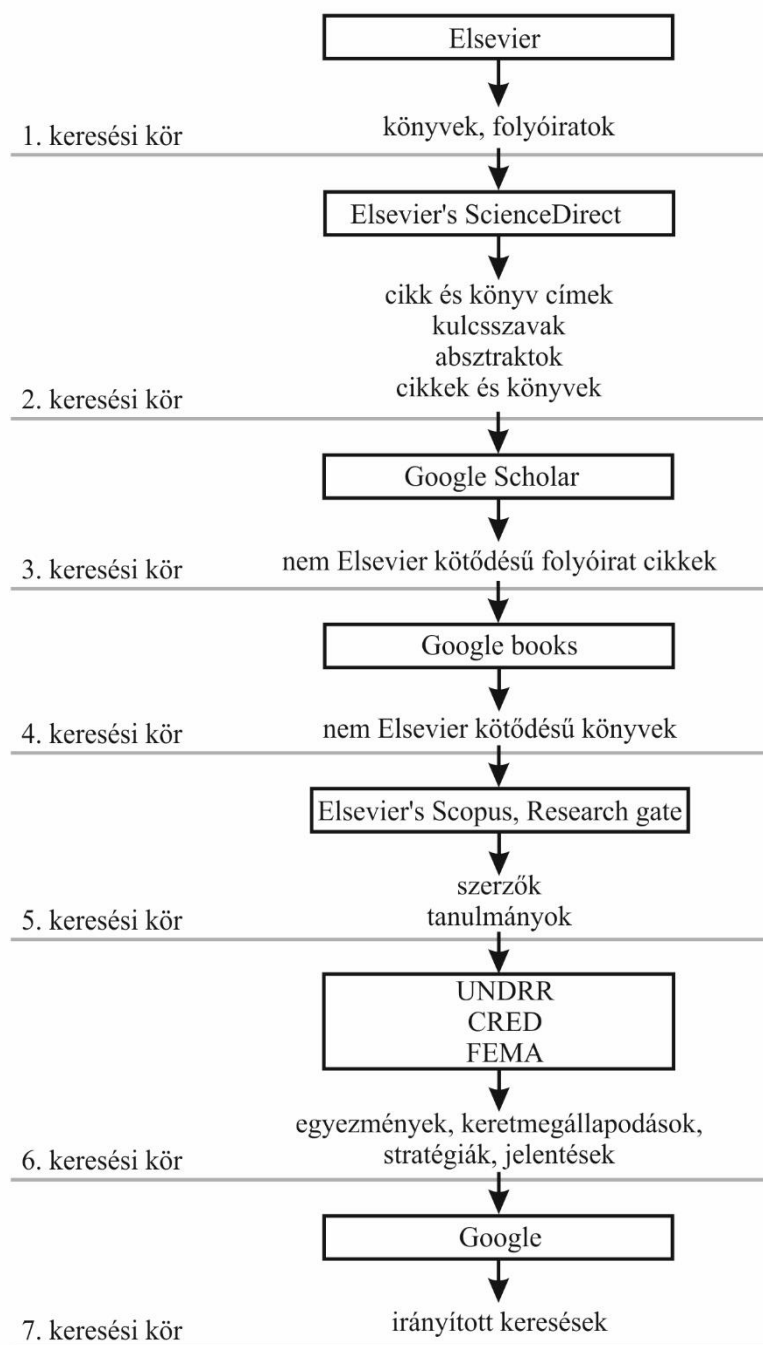 Elsevier
könyvek, folyóiratok
1. keresési kör
Elsevier's ScienceDirect
cikk és könyv címek
kulcsszavak
absztraktok
cikkek és könyvek
2. keresési kör
Google Scholar
nem Elsevier kötődésű folyóirat cikkek
3. keresési kör
Google books
nem Elsevier kötődésű könyvek
4. keresési kör
Elsevier's Scopus, Research gate
szerzők
tanulmányok
5. keresési kör
UNDRR
CRED
FEMA
egyezmények, keretmegállapodások,
stratégiák, jelentések
6. keresési kör
Google
irányított keresések
7. keresési kör